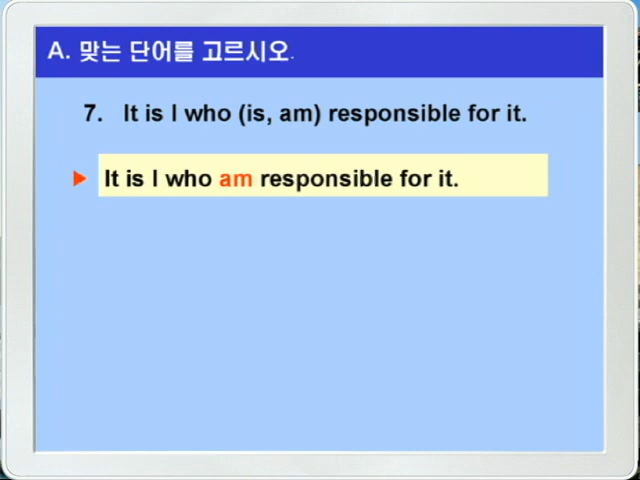 A. 맞는 단어를 고르시오.
7. It is I who (is, am) responsible for it.
▶ It is I who am responsible for it.